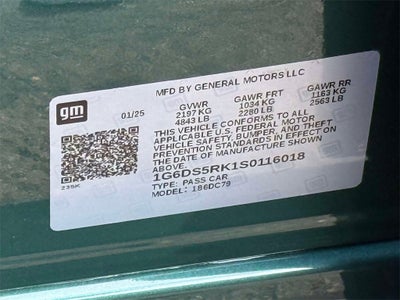 gm
MFD BY GENERAL MOTORS LLC
01/25 GVWR GAWR FRT GAWR RR
2197 KG 1034 KG 1163 KG
4843 LB 2280 LB 2563 LB
THIS VEHICLE CONFORMS TO ALL
APPLICABLE U.S. FEDERAL MOTOR
VEHICLE SAFETY, BUMPER, AND THEFT
PREVENTION STANDARDS IN EFFECT ON
THE DATE OF MANUFACTURE SHOWN
ABOVE.
1G6DS5RK1S0116018
TYPE: PASS CAR
MODEL: 186DC79
235K